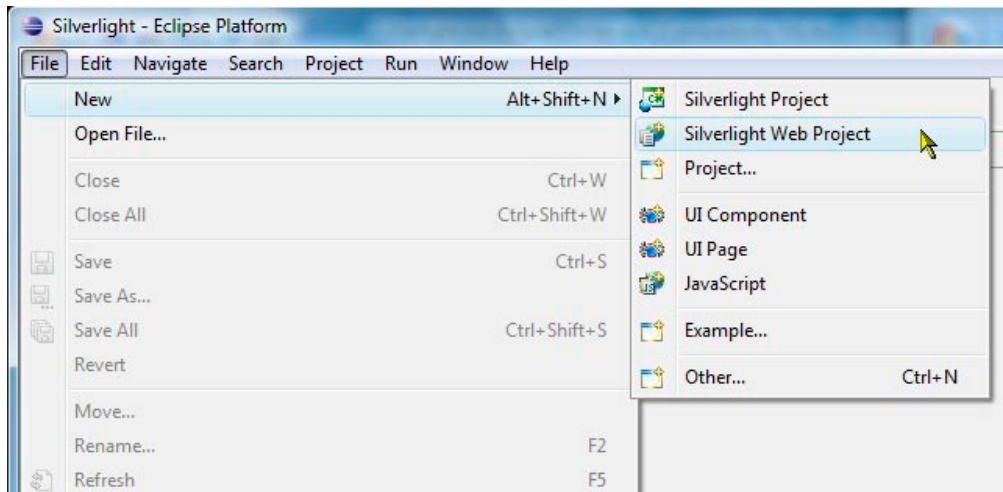 Silverlight - Eclipse Platform
File Edit Navigate Search Project Run Window Help
New Alt+Shift+N
Open File...
Close Ctrl+W
Close All Ctrl+Shift+W
Save Ctrl+S
Save As...
Save All Ctrl+Shift+S
Revert
Move...
Rename... F2
Refresh F5
Silverlight Project
Silverlight Web Project
Project...
UI Component
UI Page
JavaScript
Example...
Other... Ctrl+N